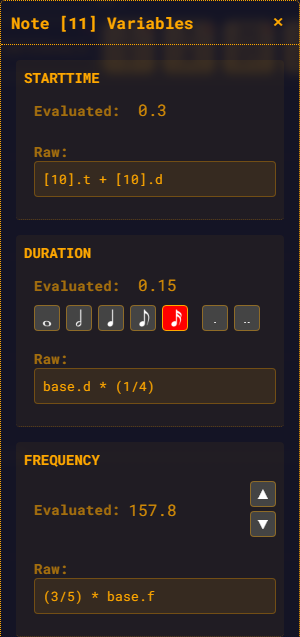 Note [11] Variables ×
STARTTIME
Evaluated: 0.3
Raw:
[10].t + [10].d
DURATION
Evaluated: 0.15
. ..
Raw:
base.d * (1/4)
FREQUENCY
Evaluated: 157.8
Raw:
(3/5) * base.f